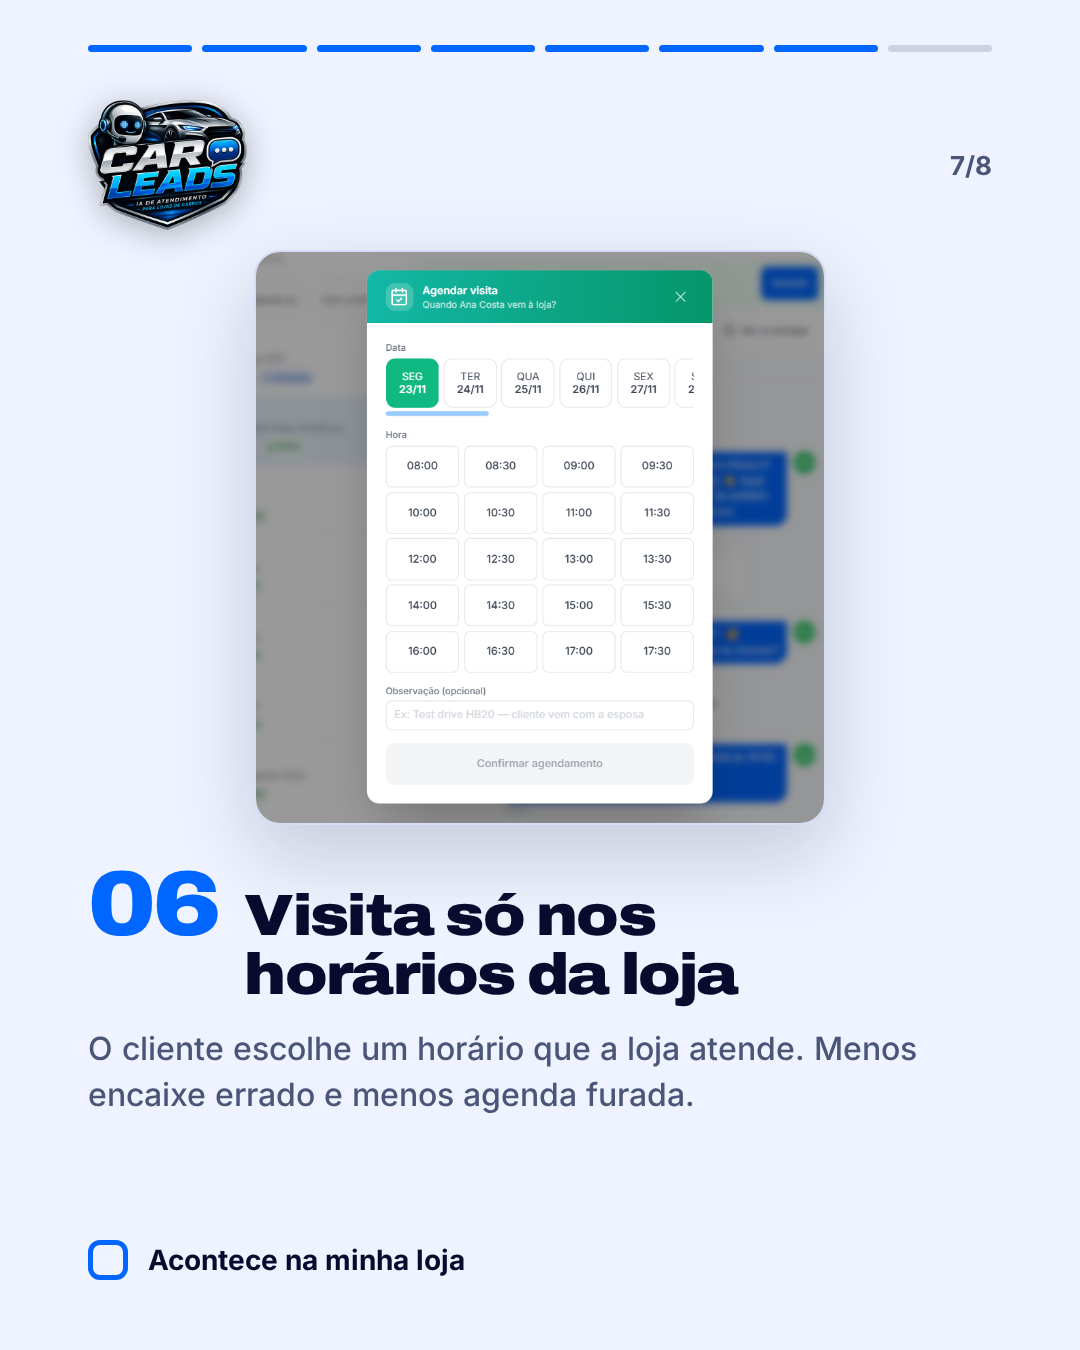 CAR
LEADS
IA DE ATENDIMENTO
PARA LOJAS DE CARROS
7/8
Agendar visita
Quando Ana Costa vem à loja?
Data
SEG TER QUA QUI SEX
23/11 24/11 25/11 26/11 27/11
Hora
08:00 08:30 09:00 09:30
10:00 10:30 11:00 11:30
12:00 12:30 13:00 13:30
14:00 14:30 15:00 15:30
16:00 16:30 17:00 17:30
Observação (opcional)
Ex: Test drive HB20 — cliente vem com a esposa
Confirmar agendamento
06 Visita só nos
horários da loja
O cliente escolhe um horário que a loja atende. Menos
encaixe errado e menos agenda furada.
Acontece na minha loja